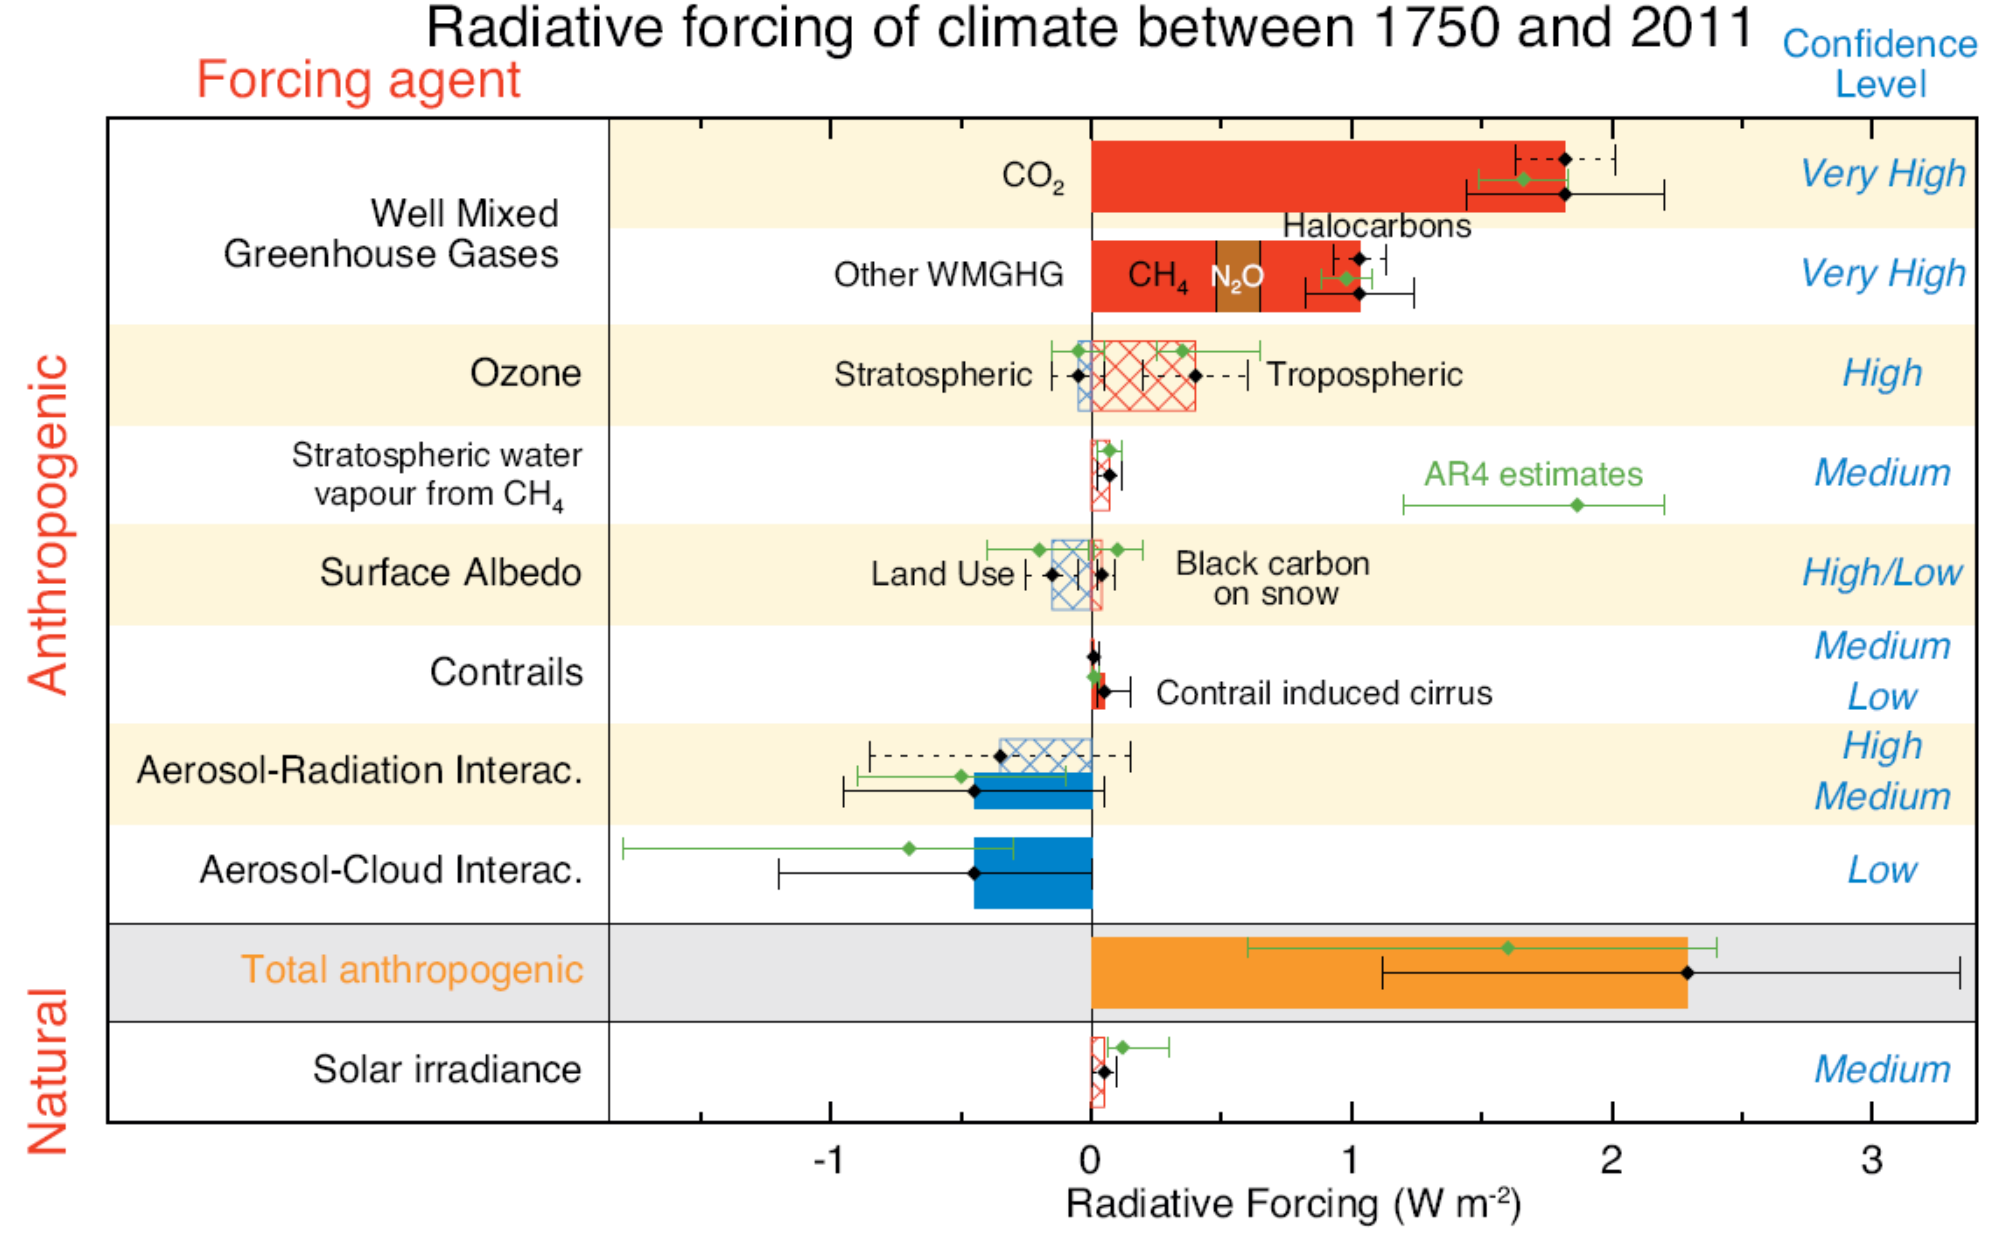 Radiative forcing of climate between 1750 and 2011
Forcing agent
Confidence
Level
Anthropogenic
Natural
Well Mixed
Greenhouse Gases
CO₂
Very High
Halocarbons
Other WMGHG
CH₄
N₂O
Very High
Ozone
Stratospheric
Tropospheric
High
Stratospheric water
vapour from CH₄
AR4 estimates
Medium
Surface Albedo
Land Use
Black carbon
on snow
High/Low
Contrails
Medium
Contrail induced cirrus
Low
Aerosol-Radiation Interac.
High
Medium
Aerosol-Cloud Interac.
Low
Total anthropogenic
Solar irradiance
Medium
-1 0 1 2 3
Radiative Forcing (W m⁻²)